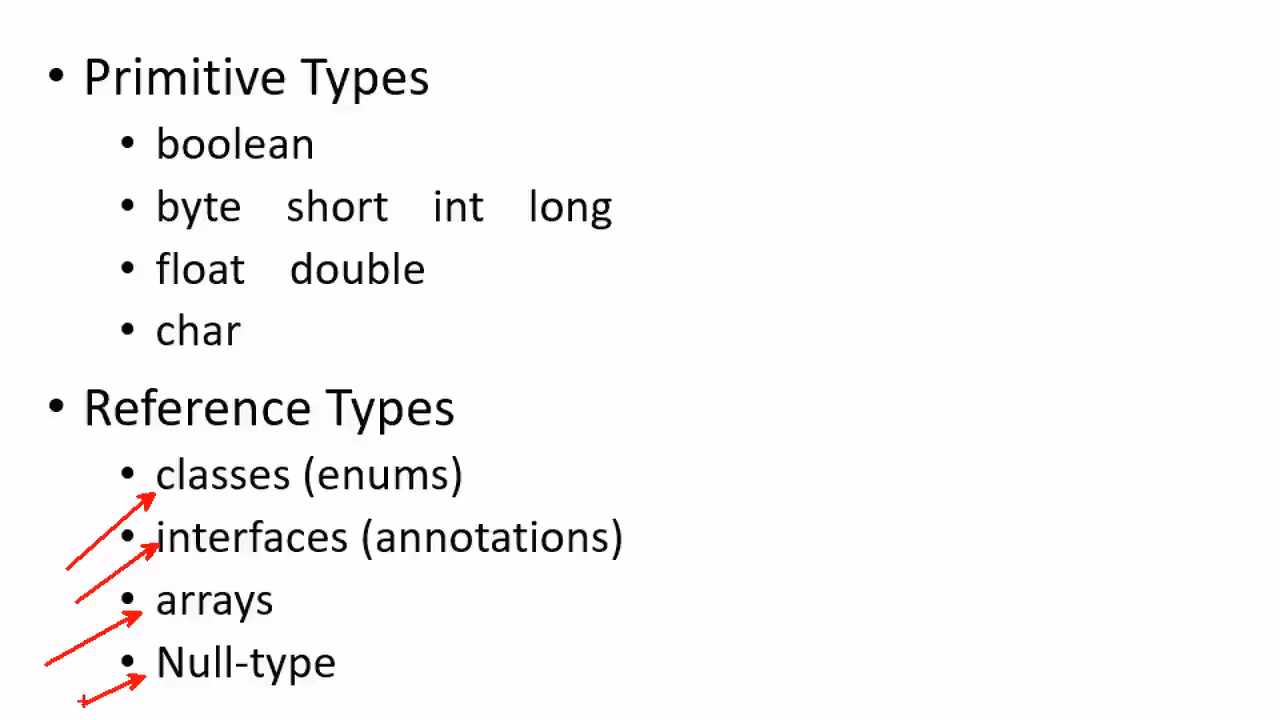 • Primitive Types
• boolean
• byte short int long
• float double
• char
• Reference Types
• classes (enums)
• interfaces (annotations)
• arrays
• Null-type